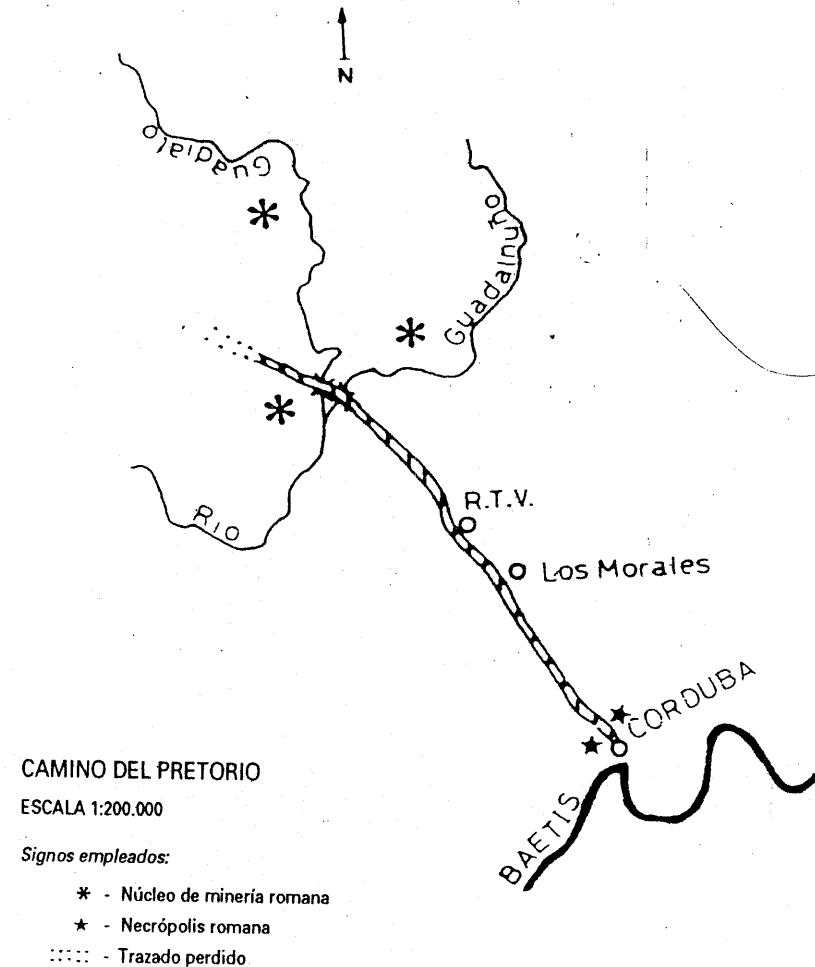 N
Guadiato
Guadalnuño
Rio
R.T.V.
Los Morales
CORDUBA
BAETIS
CAMINO DEL PRETORIO
ESCALA 1:200.000
Signos empleados:
* - Núcleo de minería romana
★ - Necrópolis romana
:::::: - Trazado perdido